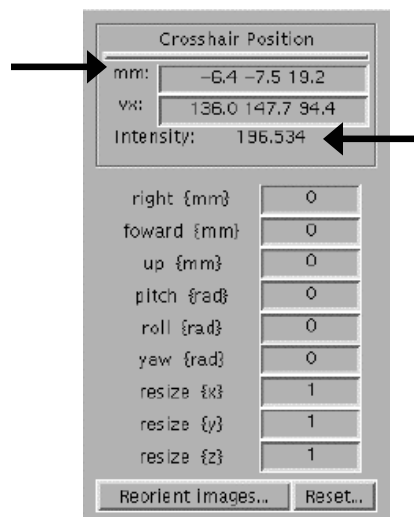 Crosshair Position
mm: -6.4 -7.5 19.2
vx: 136.0 147.7 94.4
Intensity: 196.534
right {mm} 0
foward {mm} 0
up {mm} 0
pitch {rad} 0
roll {rad} 0
yaw {rad} 0
resize {x} 1
resize {y} 1
resize {z} 1
Reorient images... Reset...